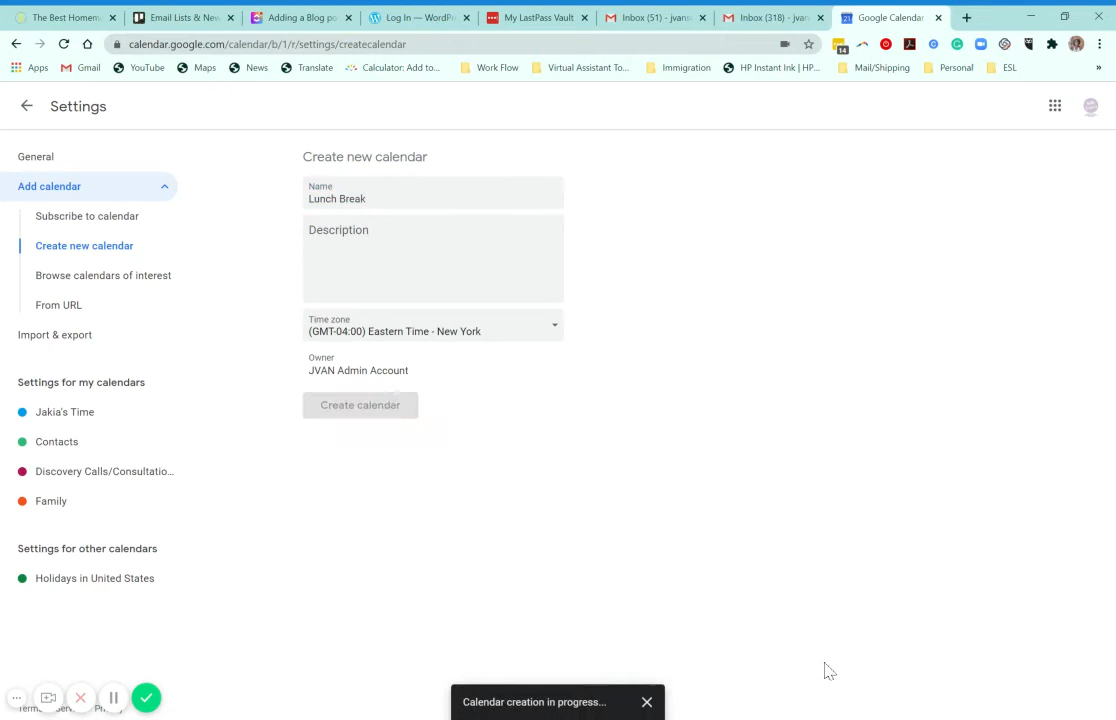 The Best Homem
Email Lists & New
Adding a Blog po
Log In — WordPr
My LastPass Vault
Inbox (51) - jvans
Inbox (318) - jvan
Google Calendar
calendar.google.com/calendar/b/1/r/settings/createcalendar
14
Apps
Gmail
YouTube
Maps
News
Translate
Calculator: Add to...
Work Flow
Virtual Assistant To...
Immigration
HP Instant Ink | HP...
Mail/Shipping
Personal
ESL
»
Settings
General
Add calendar
Subscribe to calendar
Create new calendar
Browse calendars of interest
From URL
Import & export
Settings for my calendars
Jakia's Time
Contacts
Discovery Calls/Consultatio...
Family
Settings for other calendars
Holidays in United States
Create new calendar
Name
Lunch Break
Description
Time zone
(GMT-04:00) Eastern Time - New York
Owner
JVAN Admin Account
Create calendar
Calendar creation in progress...